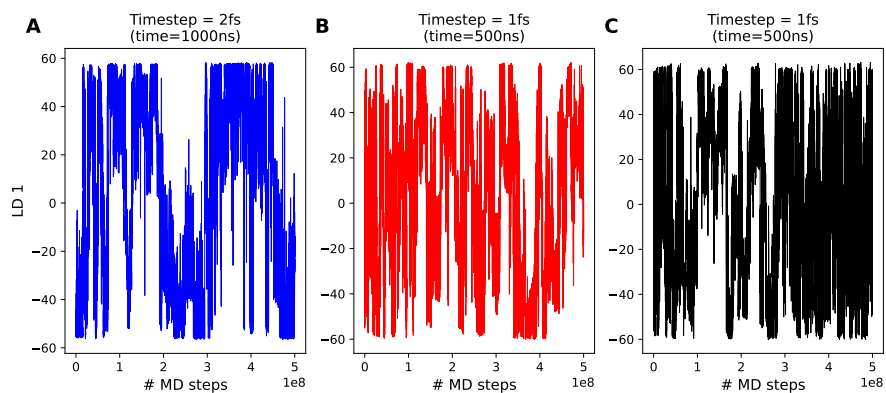 A
Timestep = 2fs
(time=1000ns)
LD 1
60
40
20
0
−20
−40
−60
0 1 2 3 4 5
1e8
# MD steps
B
Timestep = 1fs
(time=500ns)
60
40
20
0
−20
−40
−60
0 1 2 3 4 5
1e8
# MD steps
C
Timestep = 1fs
(time=500ns)
60
40
20
0
−20
−40
−60
0 1 2 3 4 5
1e8
# MD steps